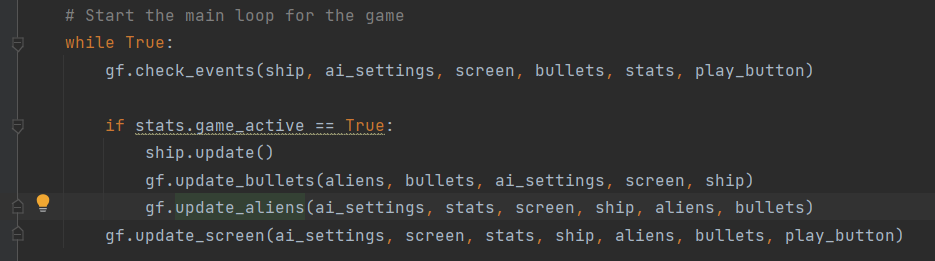 # Start the main loop for the game
while True:
gf.check_events(ship, ai_settings, screen, bullets, stats, play_button)
if stats.game_active == True:
ship.update()
gf.update_bullets(aliens, bullets, ai_settings, screen, ship)
gf.update_aliens(ai_settings, stats, screen, ship, aliens, bullets)
gf.update_screen(ai_settings, screen, stats, ship, aliens, bullets, play_button)